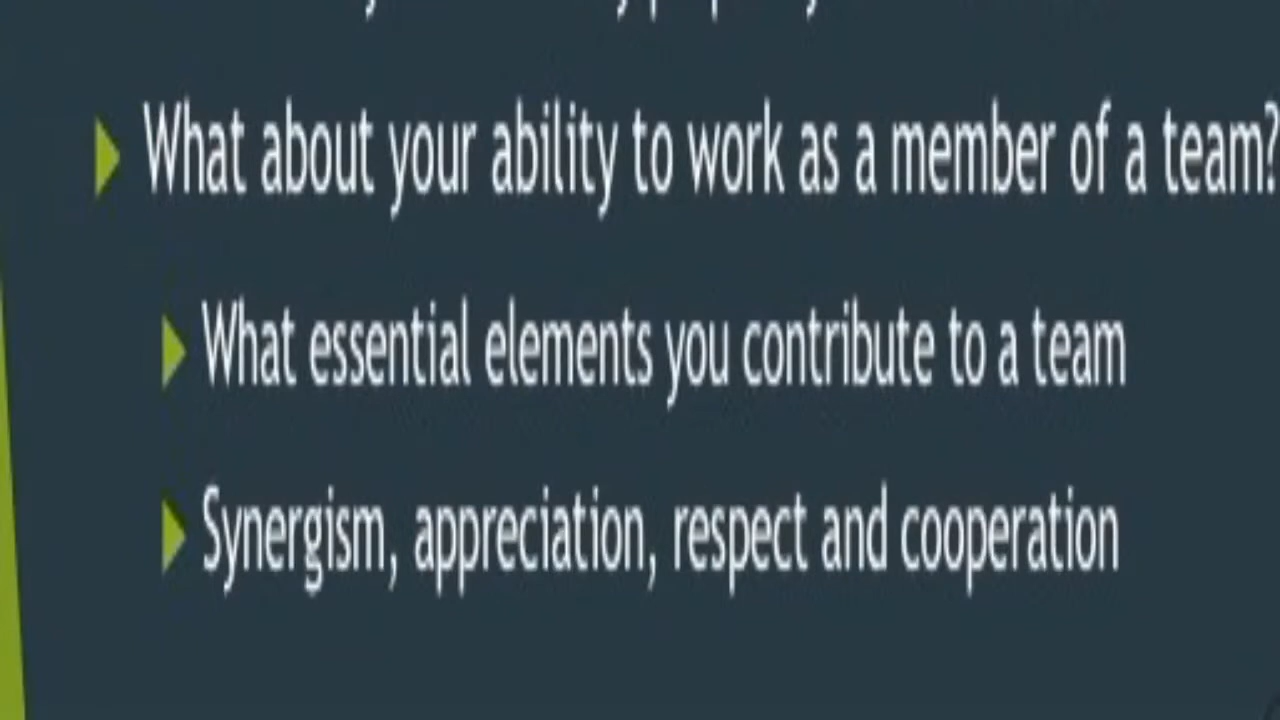 What about your ability to work as a member of a team?
What essential elements you contribute to a team
Synergism, appreciation, respect and cooperation